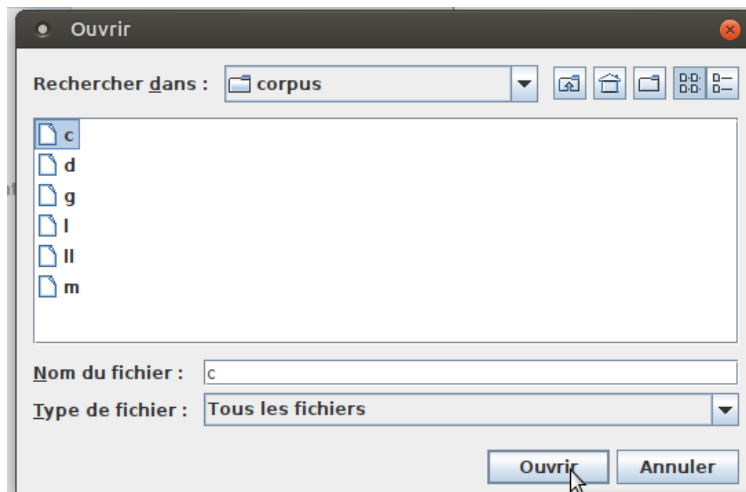 Ouvrir
Rechercher dans : corpus
c
d
g
l
ll
m
Nom du fichier : c
Type de fichier : Tous les fichiers
Ouvrir Annuler